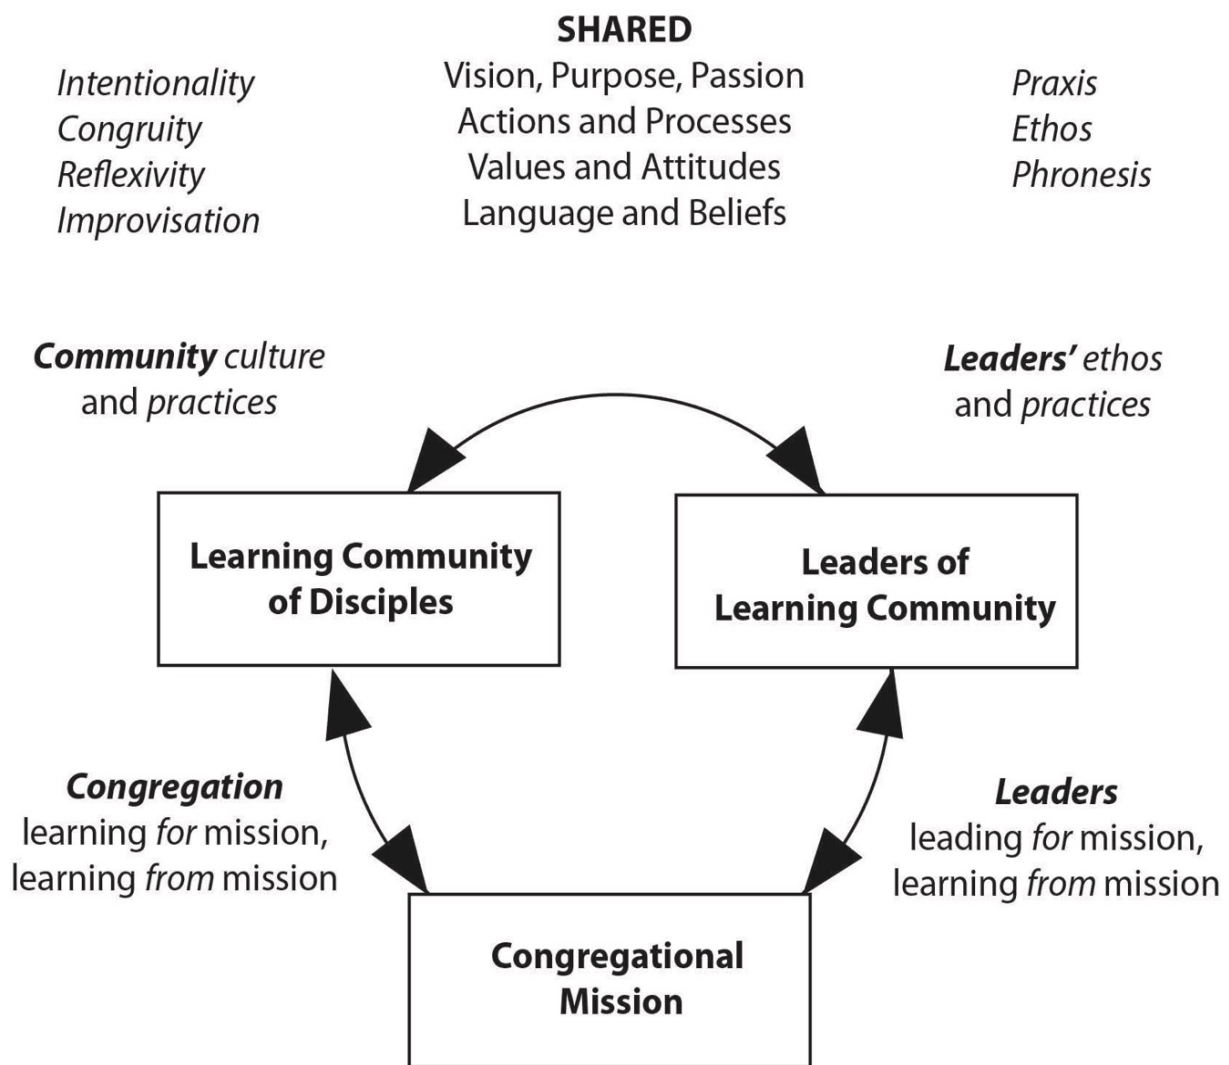 SHARED
Vision, Purpose, Passion
Actions and Processes
Values and Attitudes
Language and Beliefs
Intentionality
Congruity
Reflexivity
Improvisation
Praxis
Ethos
Phronesis
Community culture
and practices
Leaders’ ethos
and practices
Learning Community
of Disciples
Leaders of
Learning Community
Congregation
learning for mission,
learning from mission
Leaders
leading for mission,
learning from mission
Congregational
Mission